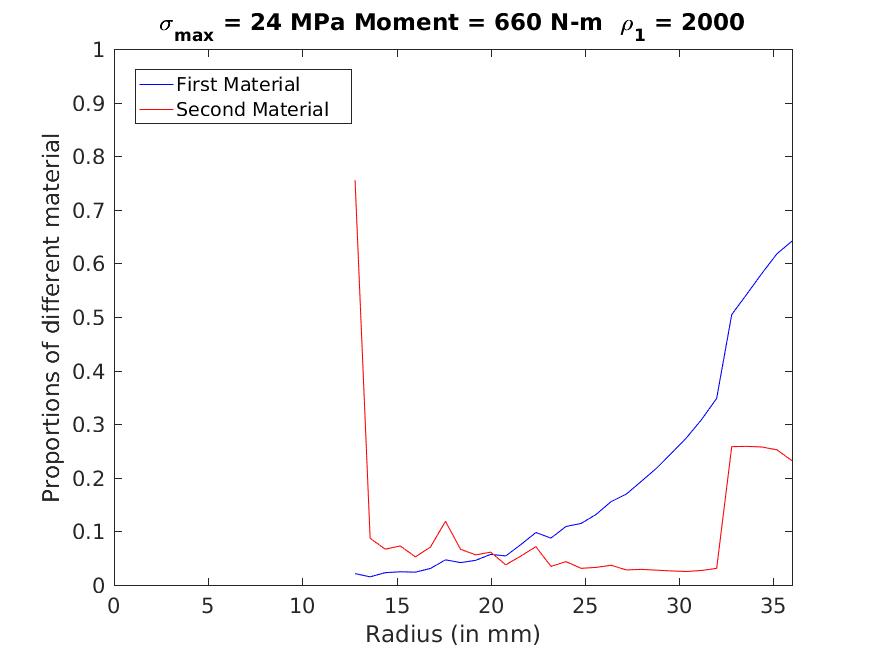 σmax = 24 MPa Moment = 660 N-m ρ1 = 2000
First Material
Second Material
Proportions of different material
1
0.9
0.8
0.7
0.6
0.5
0.4
0.3
0.2
0.1
0
0 5 10 15 20 25 30 35
Radius (in mm)